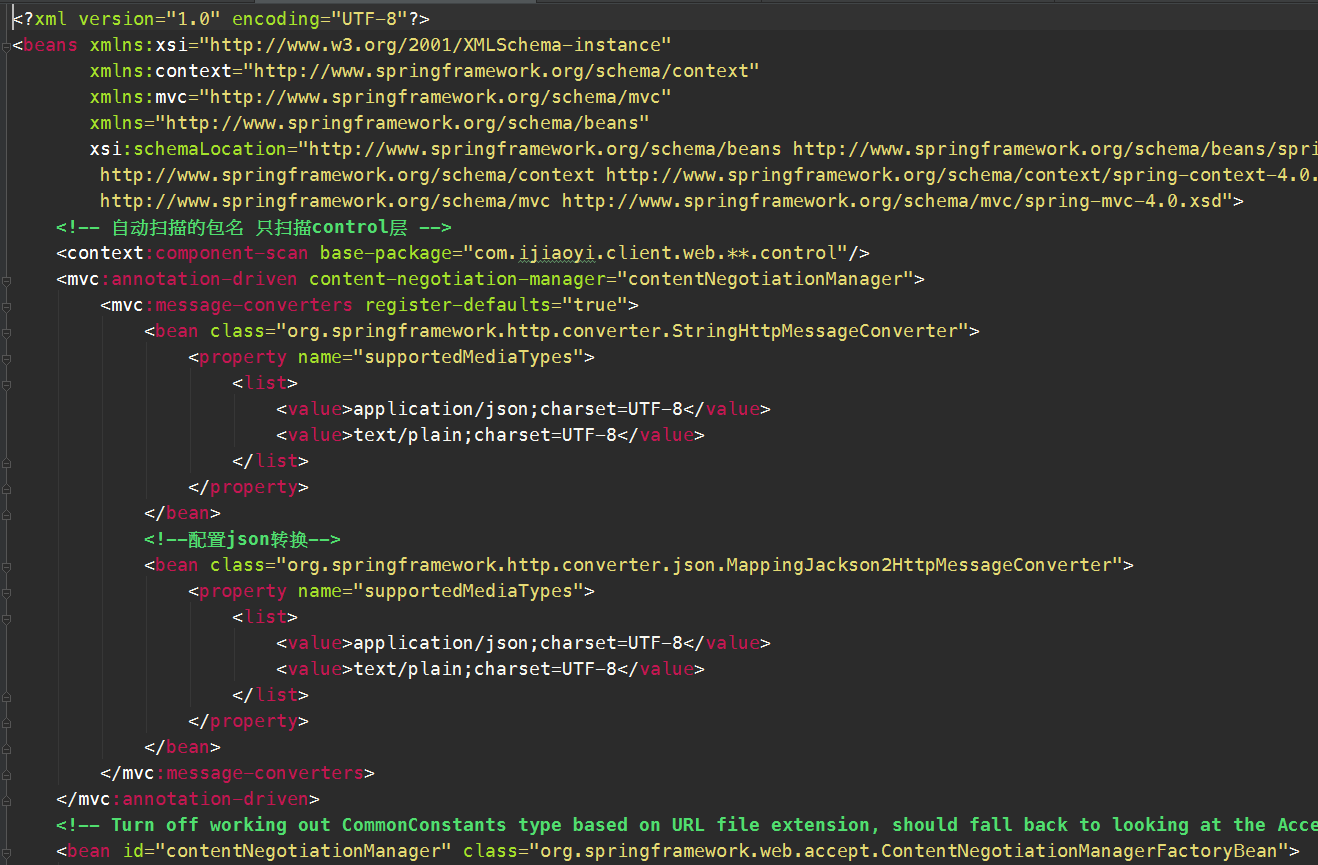 <?xml version="1.0" encoding="UTF-8"?>
<beans xmlns:xsi="http://www.w3.org/2001/XMLSchema-instance"
xmlns:context="http://www.springframework.org/schema/context"
xmlns:mvc="http://www.springframework.org/schema/mvc"
xmlns="http://www.springframework.org/schema/beans"
xsi:schemaLocation="http://www.springframework.org/schema/beans http://www.springframework.org/schema/beans/spri
http://www.springframework.org/schema/context http://www.springframework.org/schema/context/spring-context-4.0.
http://www.springframework.org/schema/mvc http://www.springframework.org/schema/mvc/spring-mvc-4.0.xsd">
<!-- 自动扫描的包名 只扫描control层 -->
<context:component-scan base-package="com.ijiaoyi.client.web.**.control"/>
<mvc:annotation-driven content-negotiation-manager="contentNegotiationManager">
<mvc:message-converters register-defaults="true">
<bean class="org.springframework.http.converter.StringHttpMessageConverter">
<property name="supportedMediaTypes">
<list>
<value>application/json;charset=UTF-8</value>
<value>text/plain;charset=UTF-8</value>
</list>
</property>
</bean>
<!--配置json转换-->
<bean class="org.springframework.http.converter.json.MappingJackson2HttpMessageConverter">
<property name="supportedMediaTypes">
<list>
<value>application/json;charset=UTF-8</value>
<value>text/plain;charset=UTF-8</value>
</list>
</property>
</bean>
</mvc:message-converters>
</mvc:annotation-driven>
<!-- Turn off working out CommonConstants type based on URL file extension, should fall back to looking at the Acce
<bean id="contentNegotiationManager" class="org.springframework.web.accept.ContentNegotiationManagerFactoryBean">